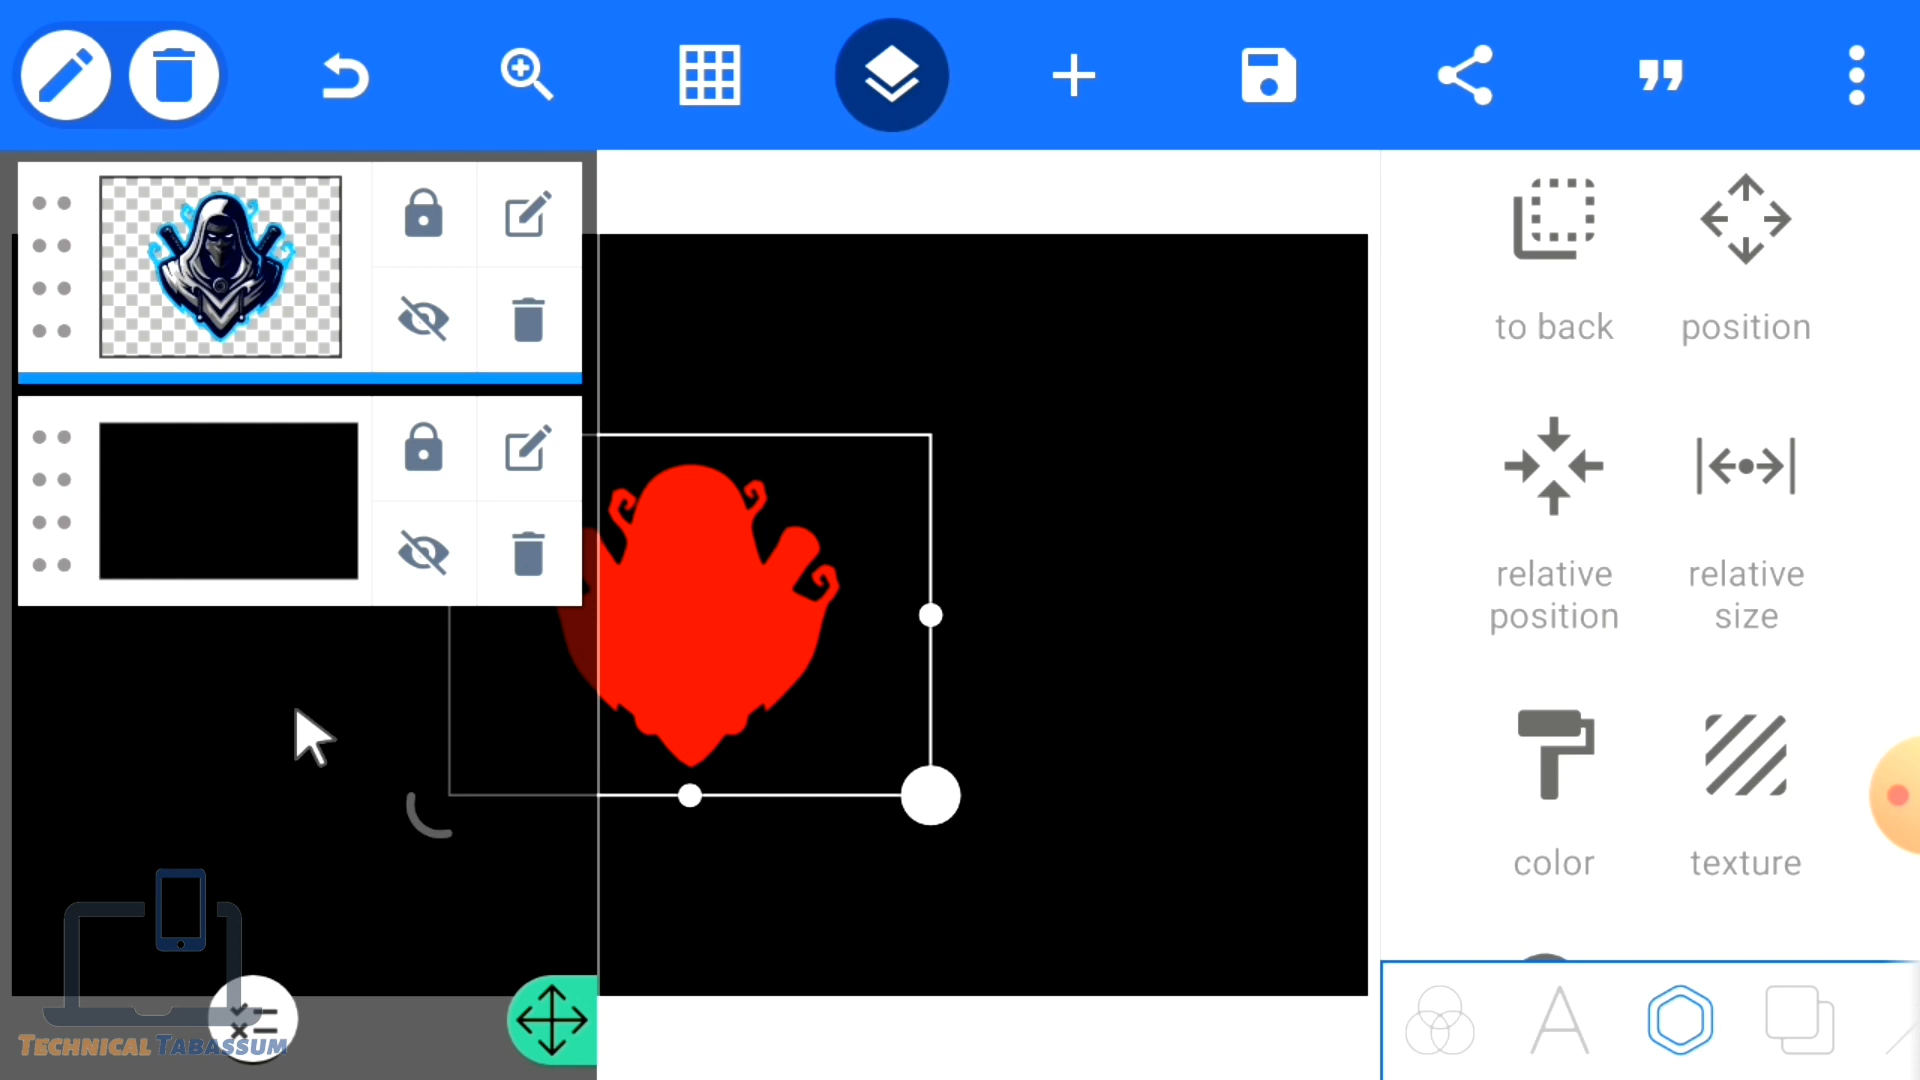 to back
position
relative
position
relative
size
color
texture
TECHNICAL TABASSUM